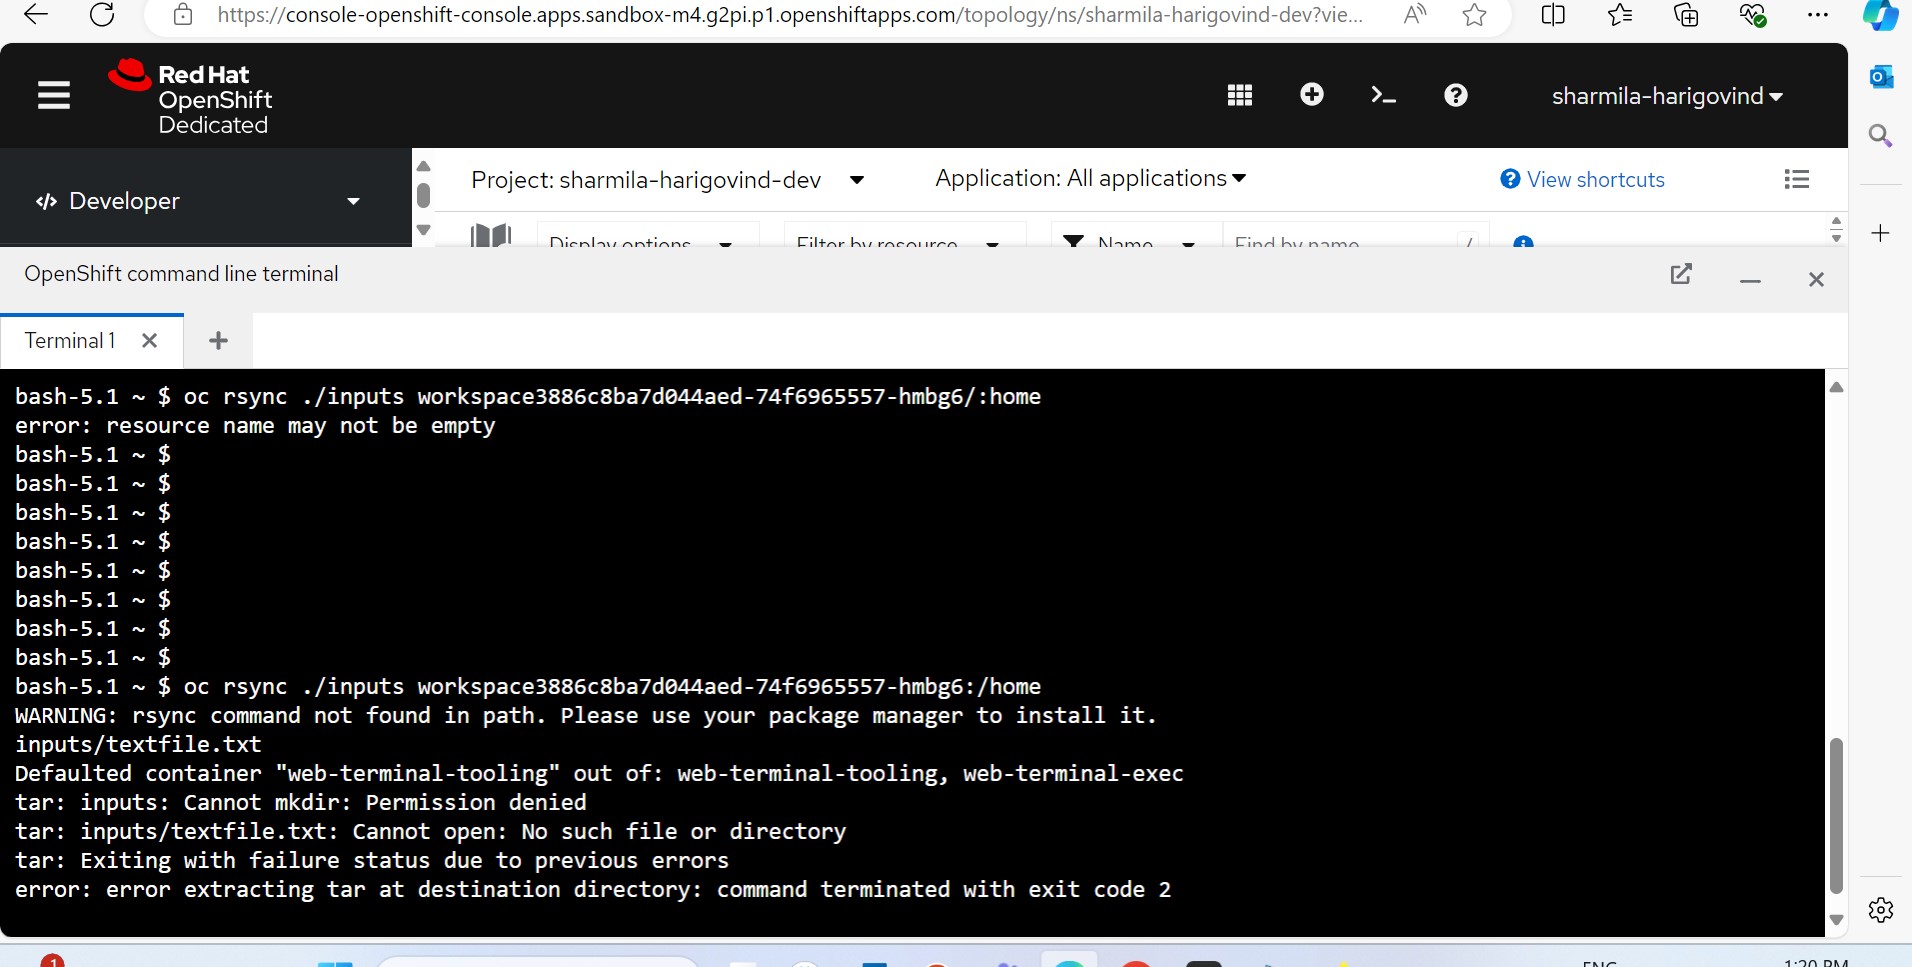 https://console-openshift-console.apps.sandbox-m4.g2pi.p1.openshiftapps.com/topology/ns/sharmila-harigovind-dev?vie...
Red Hat
OpenShift
Dedicated
sharmila-harigovind
Developer
Project: sharmila-harigovind-dev
Application: All applications
View shortcuts
Display options
Filter by resource
Name
Find by name
/
OpenShift command line terminal
Terminal 1
bash-5.1 ~ $ oc rsync ./inputs workspace3886c8ba7d044aed-74f6965557-hmbg6/:home
error: resource name may not be empty
bash-5.1 ~ $
bash-5.1 ~ $
bash-5.1 ~ $
bash-5.1 ~ $
bash-5.1 ~ $
bash-5.1 ~ $
bash-5.1 ~ $
bash-5.1 ~ $
bash-5.1 ~ $ oc rsync ./inputs workspace3886c8ba7d044aed-74f6965557-hmbg6:/home
WARNING: rsync command not found in path. Please use your package manager to install it.
inputs/textfile.txt
Defaulted container "web-terminal-tooling" out of: web-terminal-tooling, web-terminal-exec
tar: inputs: Cannot mkdir: Permission denied
tar: inputs/textfile.txt: Cannot open: No such file or directory
tar: Exiting with failure status due to previous errors
error: error extracting tar at destination directory: command terminated with exit code 2
1
ENG
1:20 PM